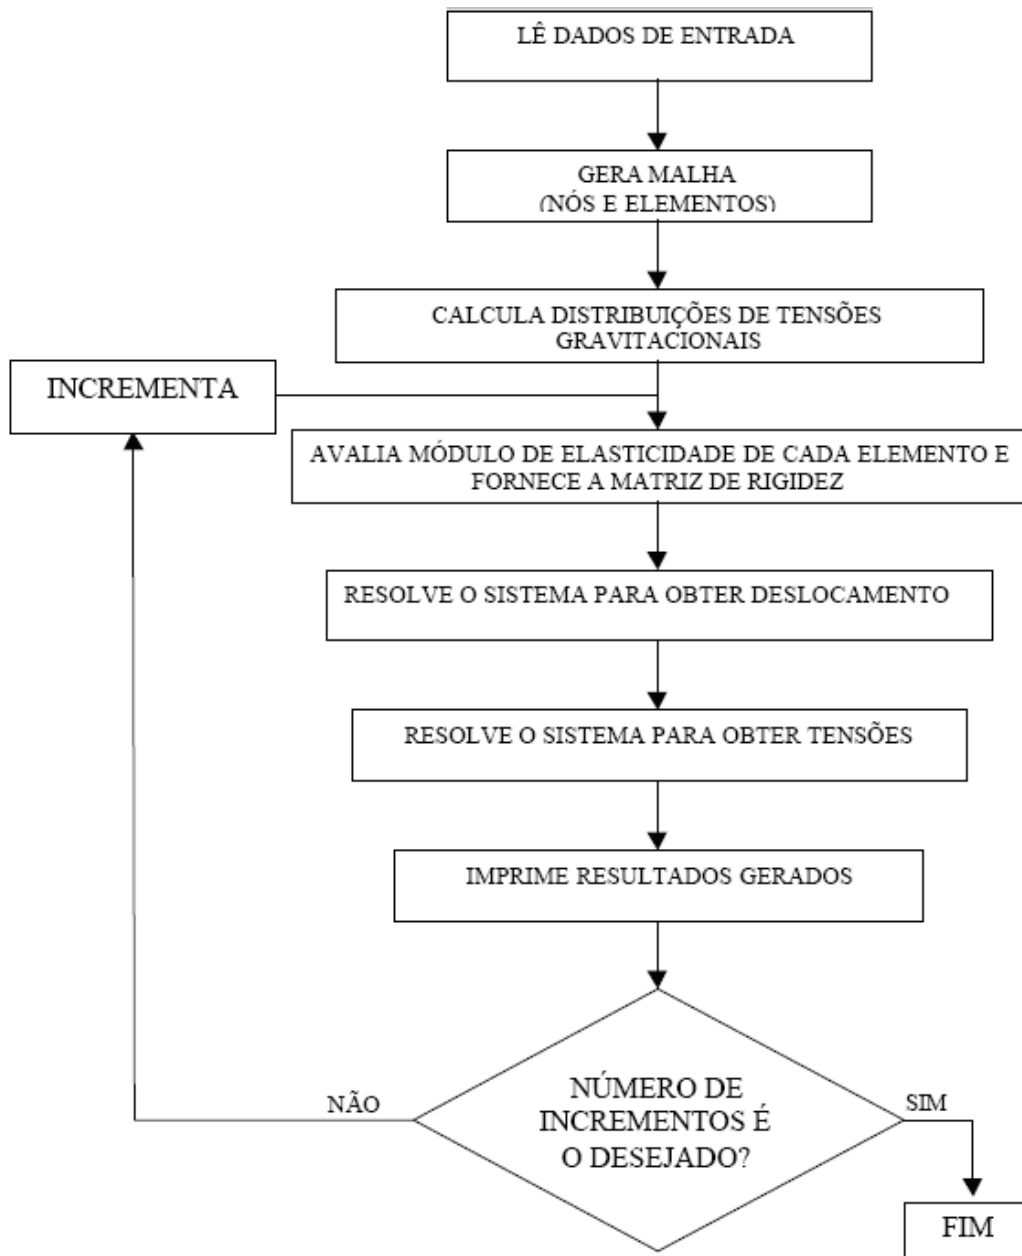 LÊ DADOS DE ENTRADA
GERA MALHA
(NÓS E ELEMENTOS)
CALCULA DISTRIBUIÇÕES DE TENSÕES
GRAVITACIONAIS
INCREMENTA
AVALIA MÓDULO DE ELASTICIDADE DE CADA ELEMENTO E
FORNECE A MATRIZ DE RIGIDEZ
RESOLVE O SISTEMA PARA OBTER DESLOCAMENTO
RESOLVE O SISTEMA PARA OBTER TENSÕES
IMPRIME RESULTADOS GERADOS
NÚMERO DE
INCREMENTOS É
O DESEJADO?
NÃO
SIM
FIM